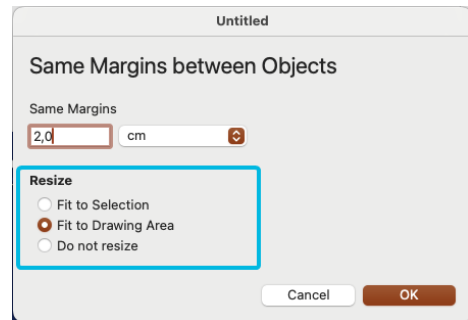 Untitled
Same Margins between Objects
Same Margins
2,0 cm
Resize
Fit to Selection
Fit to Drawing Area
Do not resize
Cancel OK